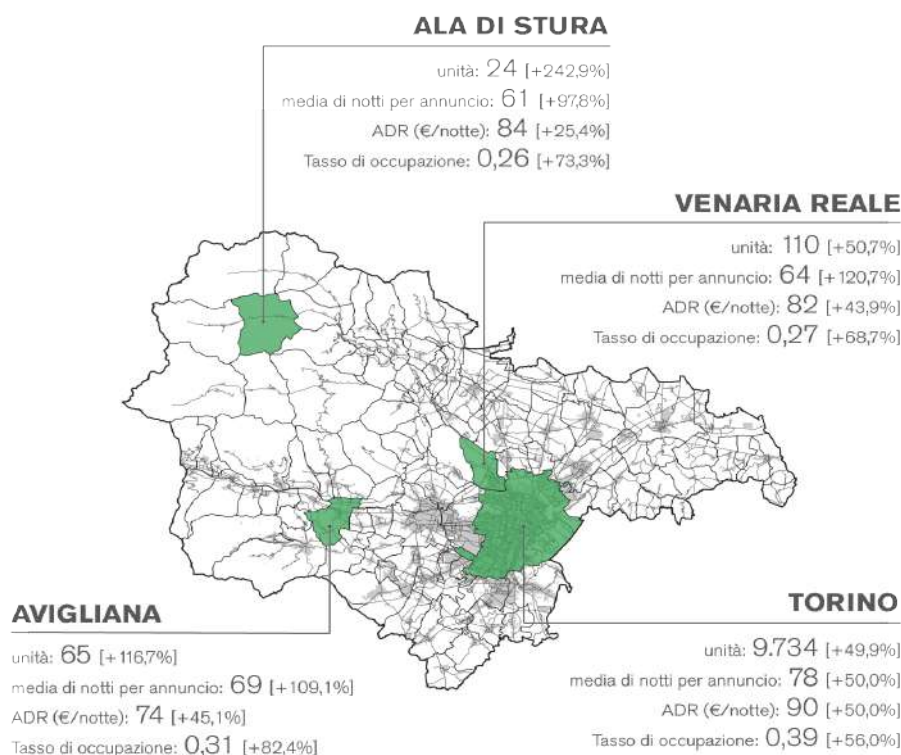 ALA DI STURA
unità: 24 [+242,9%]
media di notti per annuncio: 61 [+97,8%]
ADR (€/notte): 84 [+25,4%]
Tasso di occupazione: 0,26 [+73,3%]
VENARIA REALE
unità: 110 [+50,7%]
media di notti per annuncio: 64 [+120,7%]
ADR (€/notte): 82 [+43,9%]
Tasso di occupazione: 0,27 [+68,7%]
AVIGLIANA
unità: 65 [+116,7%]
media di notti per annuncio: 69 [+109,1%]
ADR (€/notte): 74 [+45,1%]
Tasso di occupazione: 0,31 [+82,4%]
TORINO
unità: 9.734 [+49,9%]
media di notti per annuncio: 78 [+50,0%]
ADR (€/notte): 90 [+50,0%]
Tasso di occupazione: 0,39 [+56,0%]